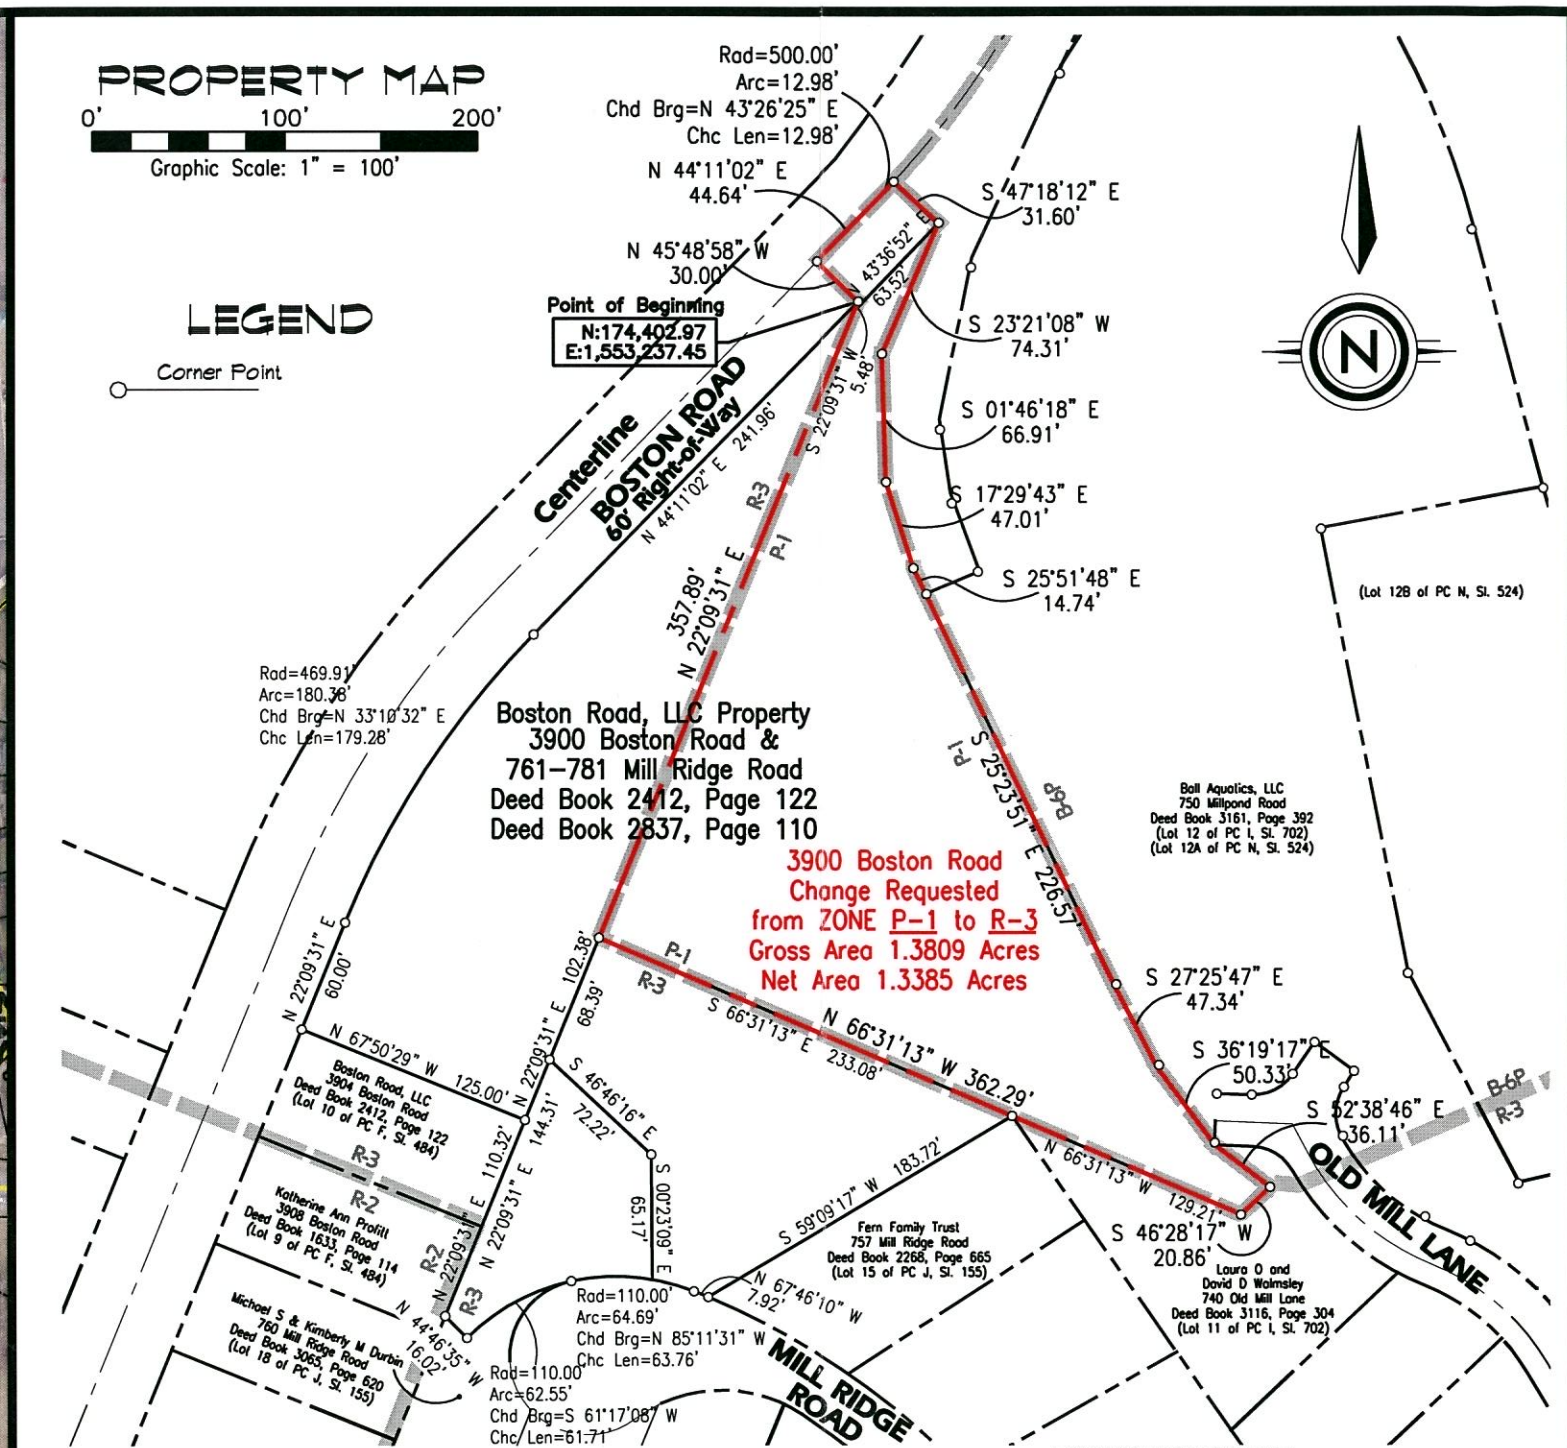 PROPERTY MAP
0' 100' 200'
Graphic Scale: 1" = 100'
LEGEND
Corner Point
Rad=500.00'
Arc=12.98'
Chd Brg=N 43°26'25" E
Chc Len=12.98'
N 44°11'02" E
44.64'
N 45°48'58" W
30.00'
Point of Beginning
N:174,402.97
E:1,553,237.45
S 47°18'12" E
31.60'
N 43°36'52" E
63.52'
S 23°21'08" W
74.31'
S 22°09'31" W
5.48'
S 01°46'18" E
66.91'
S 17°29'43" E
47.01'
S 25°51'48" E
14.74'
N
Centerline
BOSTON ROAD
60' Right-of-Way
N 44°11'02" E 241.96'
R-3
P-1
357.89'
N 22°09'31" E
(Lot 12B of PC N, Sl. 524)
Rad=469.91'
Arc=180.38'
Chd Brg=N 33°10'32" E
Chc Len=179.28'
Boston Road, LLC Property
3900 Boston Road &
761-781 Mill Ridge Road
Deed Book 2412, Page 122
Deed Book 2837, Page 110
P-1
B-6P
S 25°23'51" E 226.57'
Ball Aquatics, LLC
750 Millpond Road
Deed Book 3161, Page 392
(Lot 12 of PC I, Sl. 702)
(Lot 12A of PC N, Sl. 524)
3900 Boston Road
Change Requested
from ZONE P-1 to R-3
Gross Area 1.3809 Acres
Net Area 1.3385 Acres
N 22°09'31" E
60.00'
N 67°50'29" W 125.00'
102.38'
N 22°09'31" E 68.39'
P-1
R-3
S 66°31'13" E 233.08'
N 66°31'13" W 362.29'
S 27°25'47" E
47.34'
S 36°19'17" E
50.33'
S 52°38'46" E
36.11'
B-6P
R-3
Boston Road, LLC
3904 Boston Road
Deed Book 2412, Page 122
(Lot 10 of PC F, Sl. 484)
R-3
R-2
N 22°09'31" E 110.32'
N 22°09'31" E 144.31'
S 46°46'16" E
72.22'
S 00°23'09" E
65.17'
S 59°09'17" W 183.72'
N 66°31'13" W 129.21'
S 46°28'17" W
20.86'
OLD MILL LANE
Katherine Ann Profitt
3908 Boston Road
Deed Book 1633, Page 114
(Lot 9 of PC F, Sl. 484)
R-2
R-3
Fern Family Trust
757 Mill Ridge Road
Deed Book 2268, Page 665
(Lot 15 of PC J, Sl. 155)
Laura O and
David D Walmsley
740 Old Mill Lane
Deed Book 3116, Page 304
(Lot 11 of PC I, Sl. 702)
Michael S & Kimberly M Durbin
760 Mill Ridge Road
Deed Book 3065, Page 620
(Lot 18 of PC J, Sl. 155)
N 44°46'35" W
16.02'
N 67°46'10" W
7.92'
Rad=110.00'
Arc=64.69'
Chd Brg=N 85°11'31" W
Chc Len=63.76'
Rad=110.00'
Arc=62.55'
Chd Brg=S 61°17'08" W
Chc Len=61.71'
MILL RIDGE
ROAD